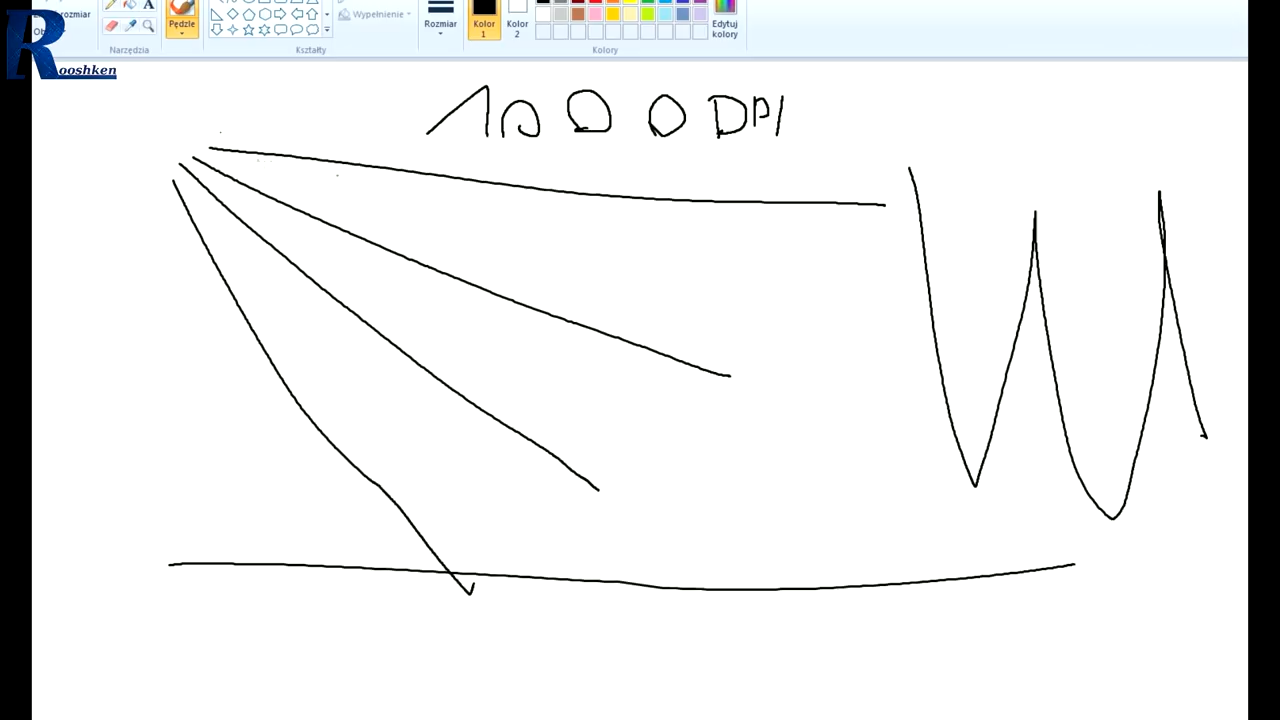 rozmiar
Pędzle
Wypełnienie
Rozmiar
Kolor 1
Kolor 2
Edytuj kolory
Narzędzia
Kształty
Kolory
Rooshken
1000 DPI